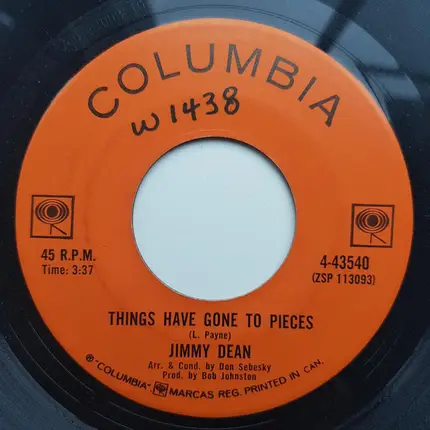 COLUMBIA
W1438
45 R.P.M.
Time: 3:37
4-43540
(ZSP 113093)
THINGS HAVE GONE TO PIECES
(L. Payne)
JIMMY DEAN
Arr. & Cond. by Don Sebesky
Prod. by Bob Johnston
℗ "COLUMBIA" MARCAS REG. PRINTED IN CAN.